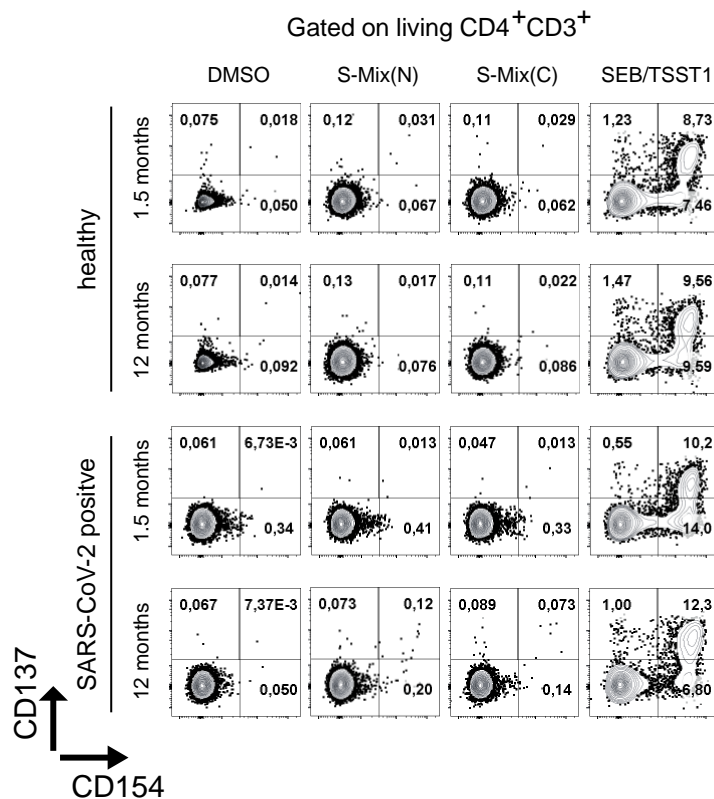 Gated on living CD4+CD3+
DMSO S-Mix(N) S-Mix(C) SEB/TSST1
healthy
1.5 months
0,075 0,018 0,12 0,031 0,11 0,029 1,23 8,73
0,050 0,067 0,062 7,46
12 months
0,077 0,014 0,13 0,017 0,11 0,022 1,47 9,56
0,092 0,076 0,086 9,59
SARS-CoV-2 positve
1.5 months
0,061 6,73E-3 0,061 0,013 0,047 0,013 0,55 10,2
0,34 0,41 0,33 14,0
12 months
0,067 7,37E-3 0,073 0,12 0,089 0,073 1,00 12,3
0,050 0,20 0,14 6,80
CD137
CD154